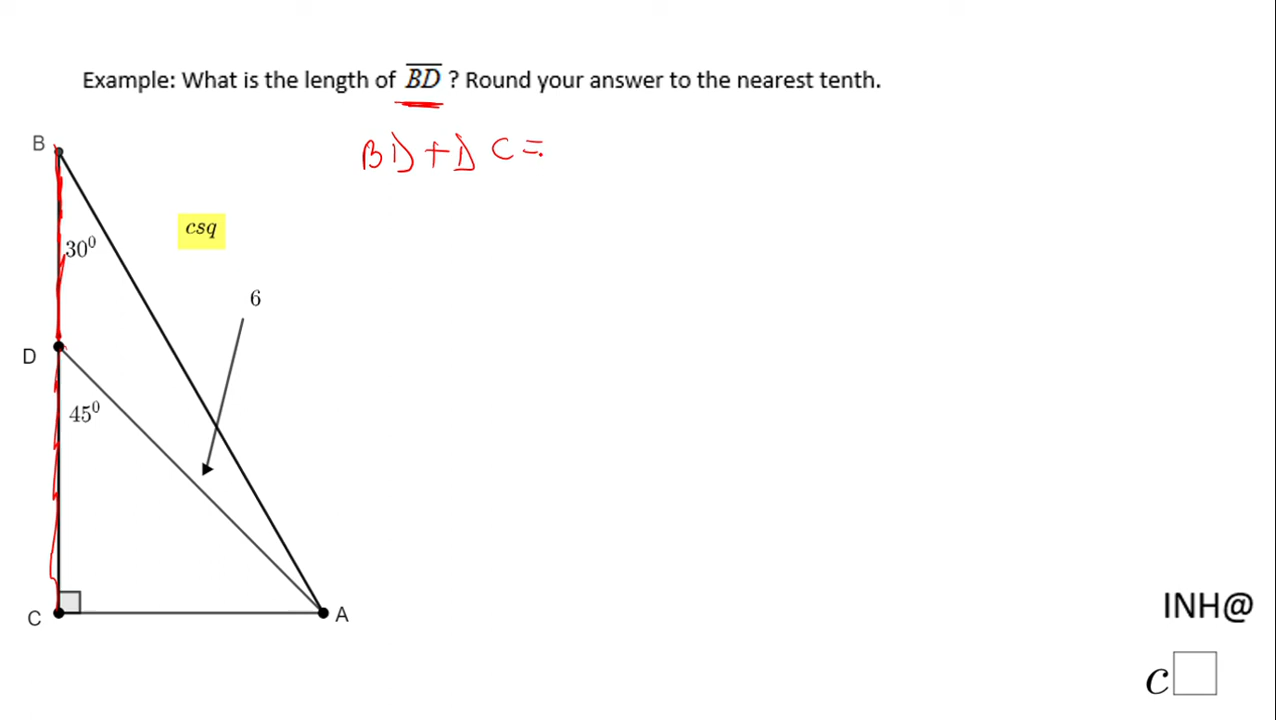 Example: What is the length of BD ? Round your answer to the nearest tenth.
BD+DC=
B
csq
30⁰
6
D
45⁰
C
A
INH@
c